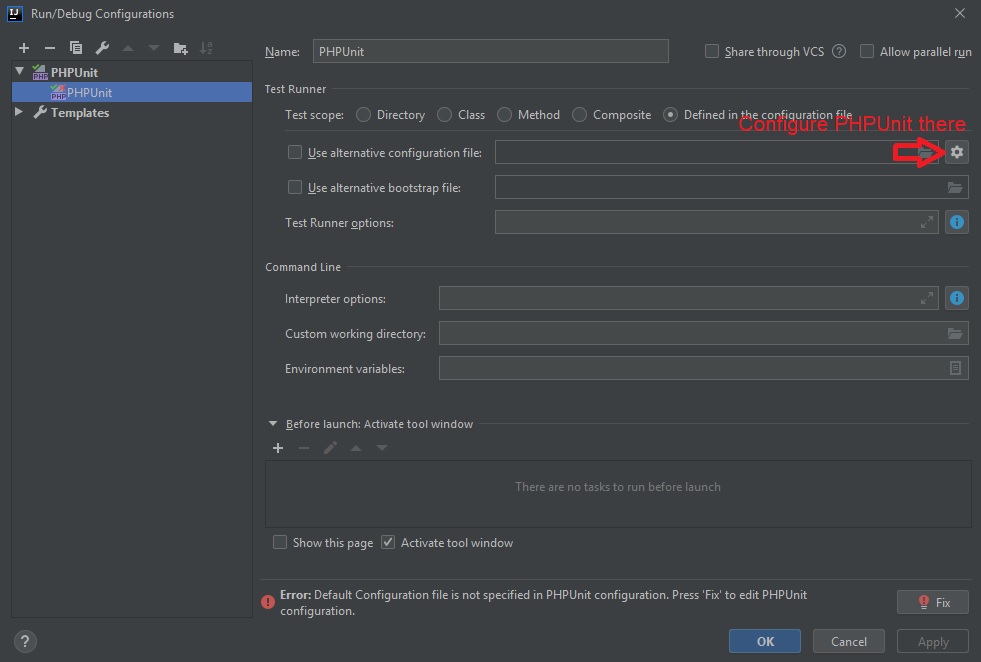 Run/Debug Configurations
Name: PHPUnit
Share through VCS
Allow parallel run
PHPUnit
PHPUnit
Templates
Test Runner
Test scope: Directory Class Method Composite Defined in the configuration file
Configure PHPUnit there
Use alternative configuration file:
Use alternative bootstrap file:
Test Runner options:
Command Line
Interpreter options:
Custom working directory:
Environment variables:
Before launch: Activate tool window
There are no tasks to run before launch
Show this page Activate tool window
Error: Default Configuration file is not specified in PHPUnit configuration. Press 'Fix' to edit PHPUnit
configuration.
Fix
? OK Cancel Apply